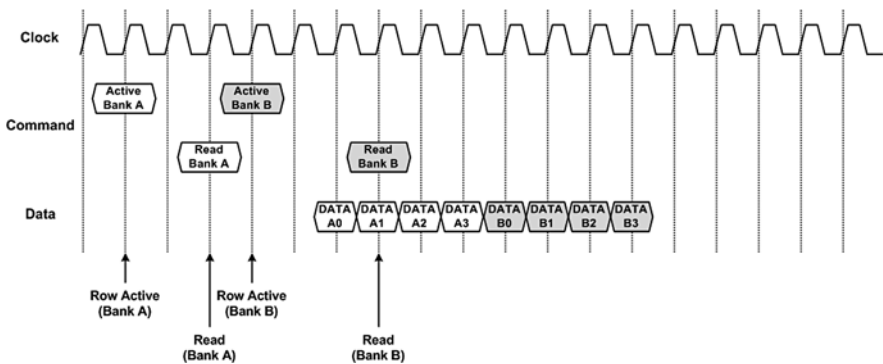 Clock
Active
Bank A
Active
Bank B
Command
Read
Bank A
Read
Bank B
Data
DATA
A0
DATA
A1
DATA
A2
DATA
A3
DATA
B0
DATA
B1
DATA
B2
DATA
B3
Row Active
(Bank A)
Row Active
(Bank B)
Read
(Bank A)
Read
(Bank B)